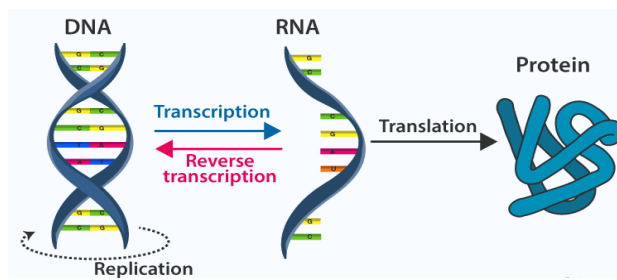 DNA
RNA
Protein
G C
C G
G C
C G
T A
A T
G C
C G
G
C
C
G
A
U
G
C
Transcription
Reverse
transcription
Translation
Replication